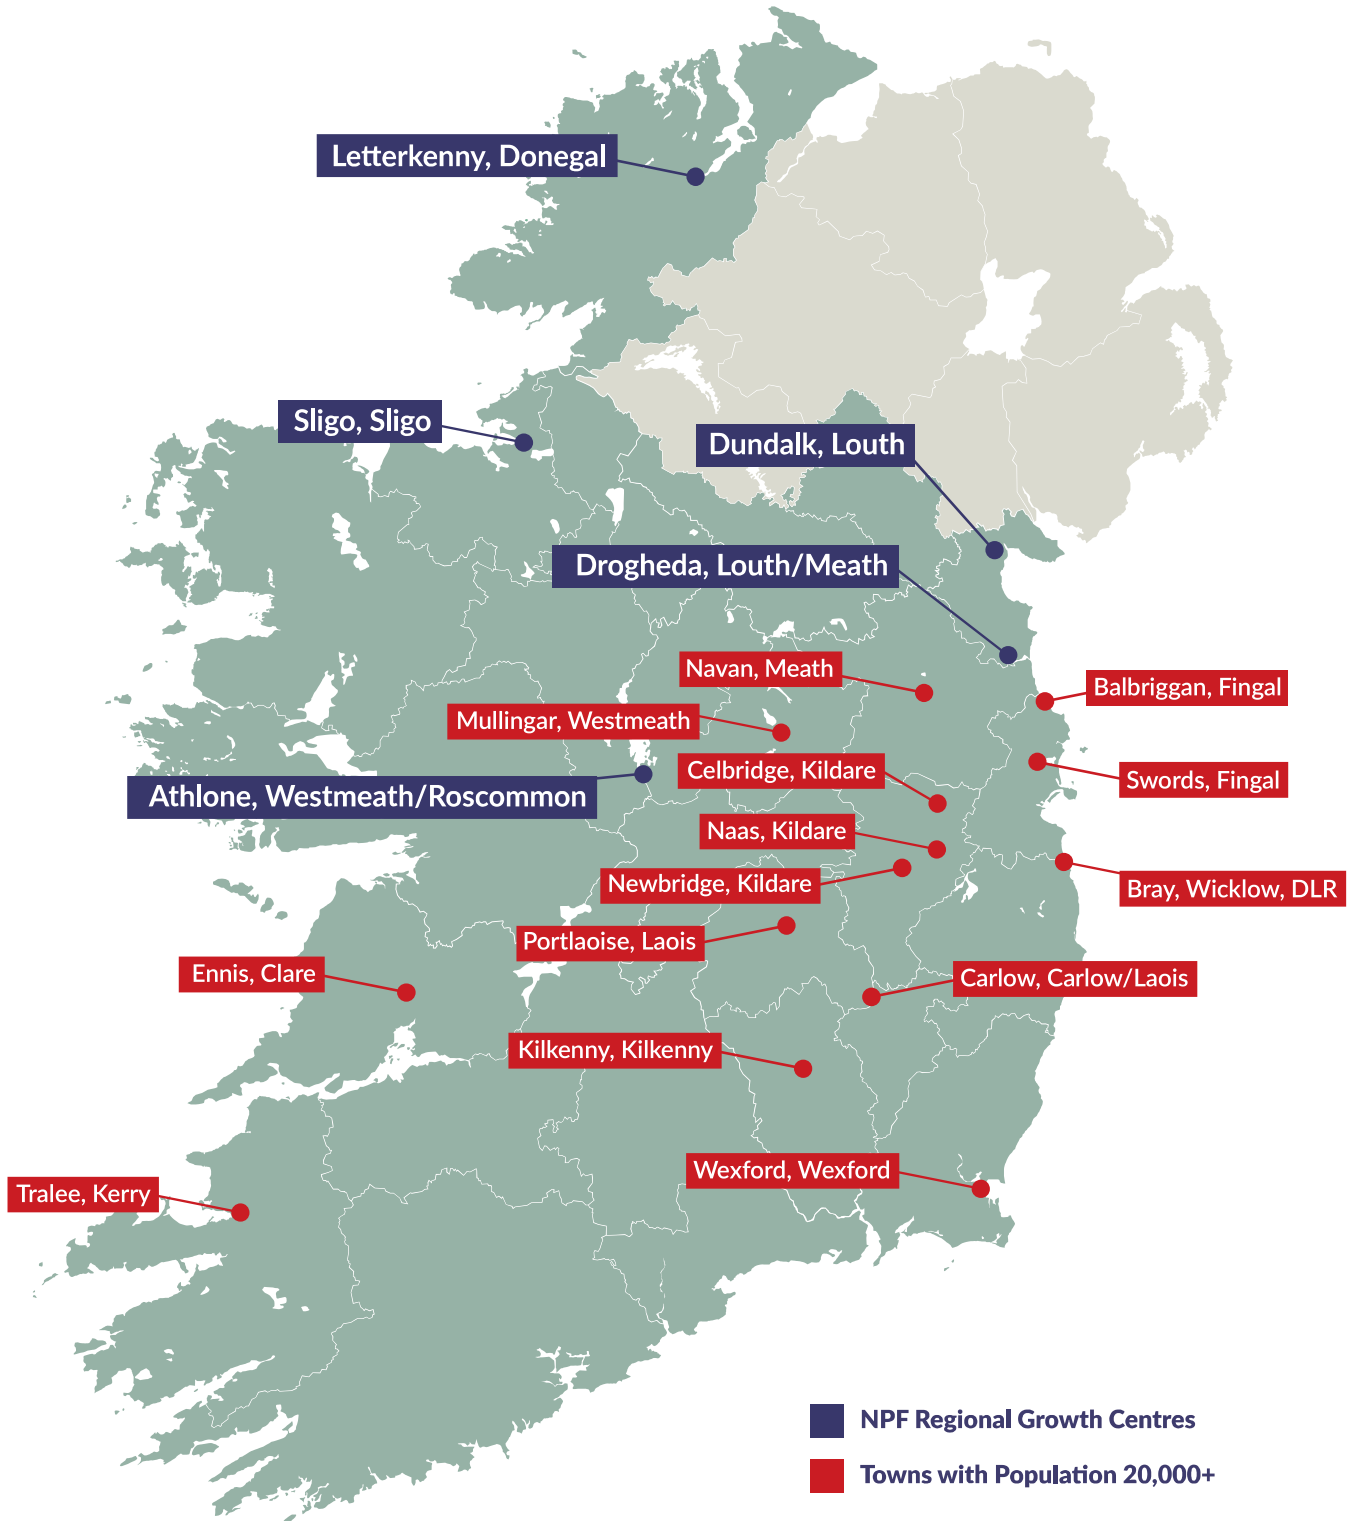 Letterkenny, Donegal
Sligo, Sligo
Dundalk, Louth
Drogheda, Louth/Meath
Navan, Meath
Balbriggan, Fingal
Mullingar, Westmeath
Celbridge, Kildare
Swords, Fingal
Athlone, Westmeath/Roscommon
Naas, Kildare
Newbridge, Kildare
Bray, Wicklow, DLR
Portlaoise, Laois
Ennis, Clare
Carlow, Carlow/Laois
Kilkenny, Kilkenny
Wexford, Wexford
Tralee, Kerry
NPF Regional Growth Centres
Towns with Population 20,000+